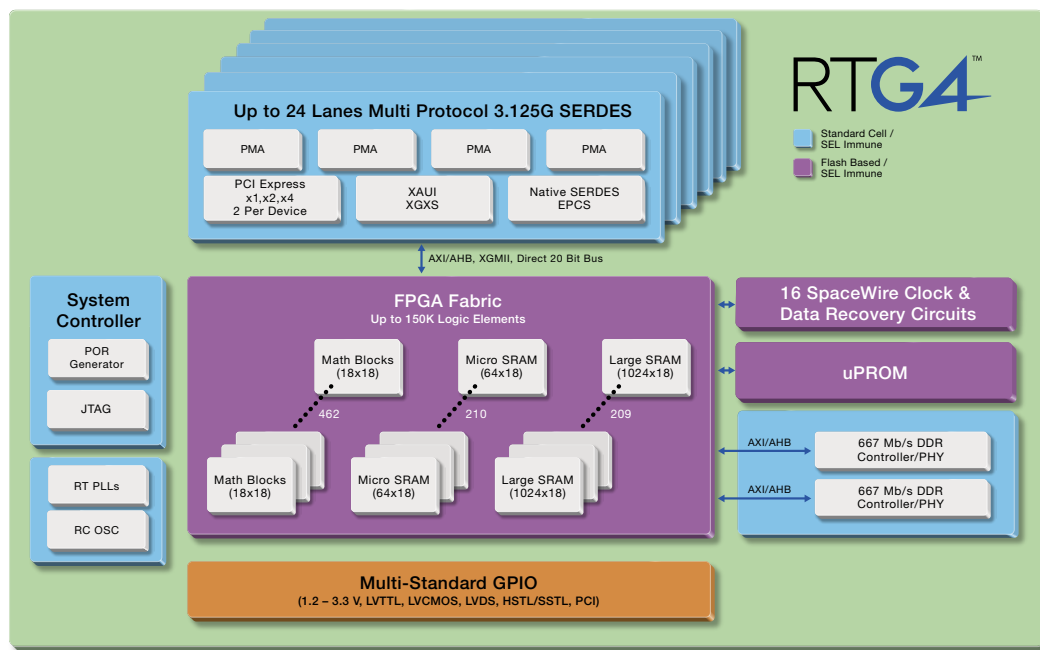 RTG4™
Standard Cell /
SEL Immune
Flash Based /
SEL Immune
Up to 24 Lanes Multi Protocol 3.125G SERDES
PMA
PMA
PMA
PMA
PCI Express
x1,x2,x4
2 Per Device
XAUI
XGXS
Native SERDES
EPCS
AXI/AHB, XGMII, Direct 20 Bit Bus
System
Controller
POR
Generator
JTAG
RT PLLs
RC OSC
FPGA Fabric
Up to 150K Logic Elements
Math Blocks
(18x18)
Micro SRAM
(64x18)
Large SRAM
(1024x18)
462
210
209
Math Blocks
(18x18)
Micro SRAM
(64x18)
Large SRAM
(1024x18)
16 SpaceWire Clock &
Data Recovery Circuits
uPROM
AXI/AHB
667 Mb/s DDR
Controller/PHY
AXI/AHB
667 Mb/s DDR
Controller/PHY
Multi-Standard GPIO
(1.2 – 3.3 V, LVTTL, LVCMOS, LVDS, HSTL/SSTL, PCI)